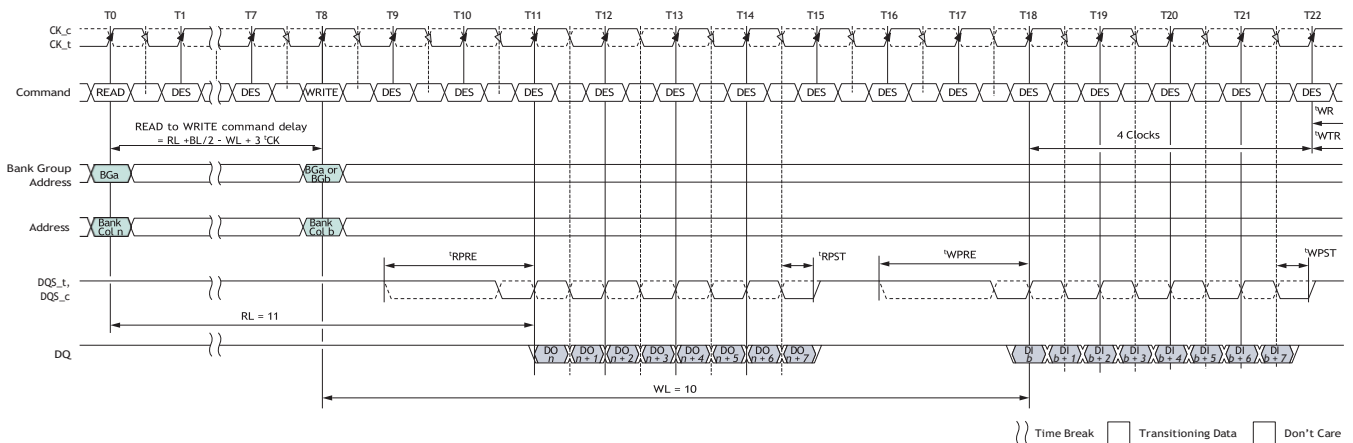 T0 T1 T7 T8 T9 T10 T11 T12 T13 T14 T15 T16 T17 T18 T19 T20 T21 T22
CK_c
CK_t
Command READ DES DES WRITE DES DES DES DES DES DES DES DES DES DES DES DES DES DES
READ to WRITE command delay
= RL +BL/2 - WL + 3 tCK
4 Clocks
tWR
tWTR
Bank Group
Address
BGa
BGa or
BGb
Address
Bank
Col n
Bank
Col b
tRPRE
tRPST
tWPRE
tWPST
DQS_t,
DQS_c
RL = 11
DQ
DO DO DO DO DO DO DO DO DI DI DI DI DI DI DI DI
n n + 1 n + 2 n + 3 n + 4 n + 5 n + 6 n + 7 b b + 1 b + 2 b + 3 b + 4 b + 5 b + 6 b + 7
WL = 10
Time Break Transitioning Data Don't Care